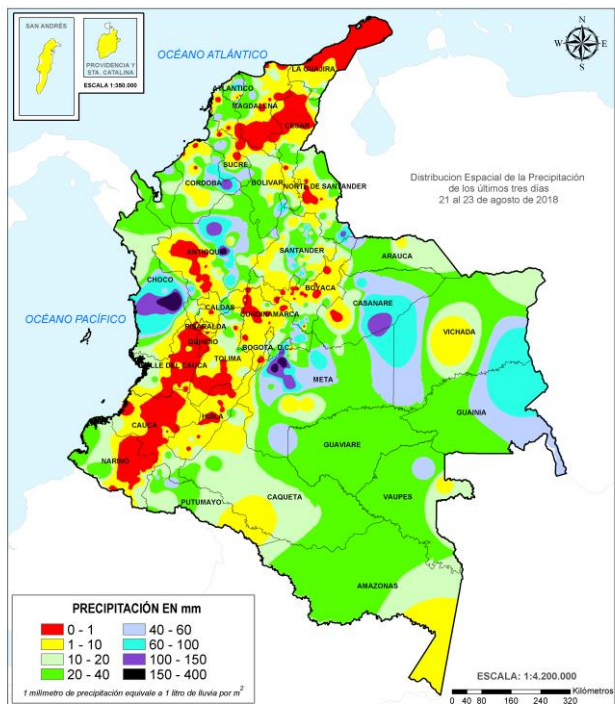 SAN ANDRÉS
PROVIDENCIA Y
STA. CATALINA
ESCALA 1:350.000
OCÉANO ATLÁNTICO
N
W E
S
LA GUAJIRA
ATLANTICO
MAGDALENA
CESAR
SUCRE
CORDOBA
BOLIVAR
NORTE DE SANTANDER
Distribucion Espacial de la Precipitación
de los últimos tres días
21 al 23 de agosto de 2018
ANTIOQUIA
SANTANDER
ARAUCA
CHOCO
BOYACA
CASANARE
OCÉANO PACÍFICO
CALDAS
CUNDINAMARCA
RISARALDA
VICHADA
QUINDIO
BOGOTA, D.C.
TOLIMA
VALLE DEL CAUCA
META
GUAINIA
CAUCA
HUILA
GUAVIARE
NARIÑO
CAQUETA
VAUPES
PUTUMAYO
AMAZONAS
PRECIPITACIÓN EN mm
0 - 1
40 - 60
1 - 10
60 - 100
10 - 20
100 - 150
20 - 40
150 - 400
1 milimetro de precipitación equivale a 1 litro de lluvia por m2
ESCALA: 1:4.200.000
Kilómetros
0 40 80 160 240 320